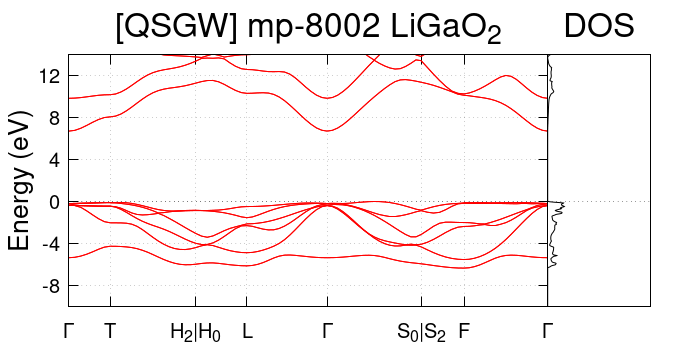 [QSGW] mp-8002 LiGaO₂ DOS
Energy (eV)
12
8
4
0
-4
-8
Γ T H₂|H₀ L Γ S₀|S₂ F Γ